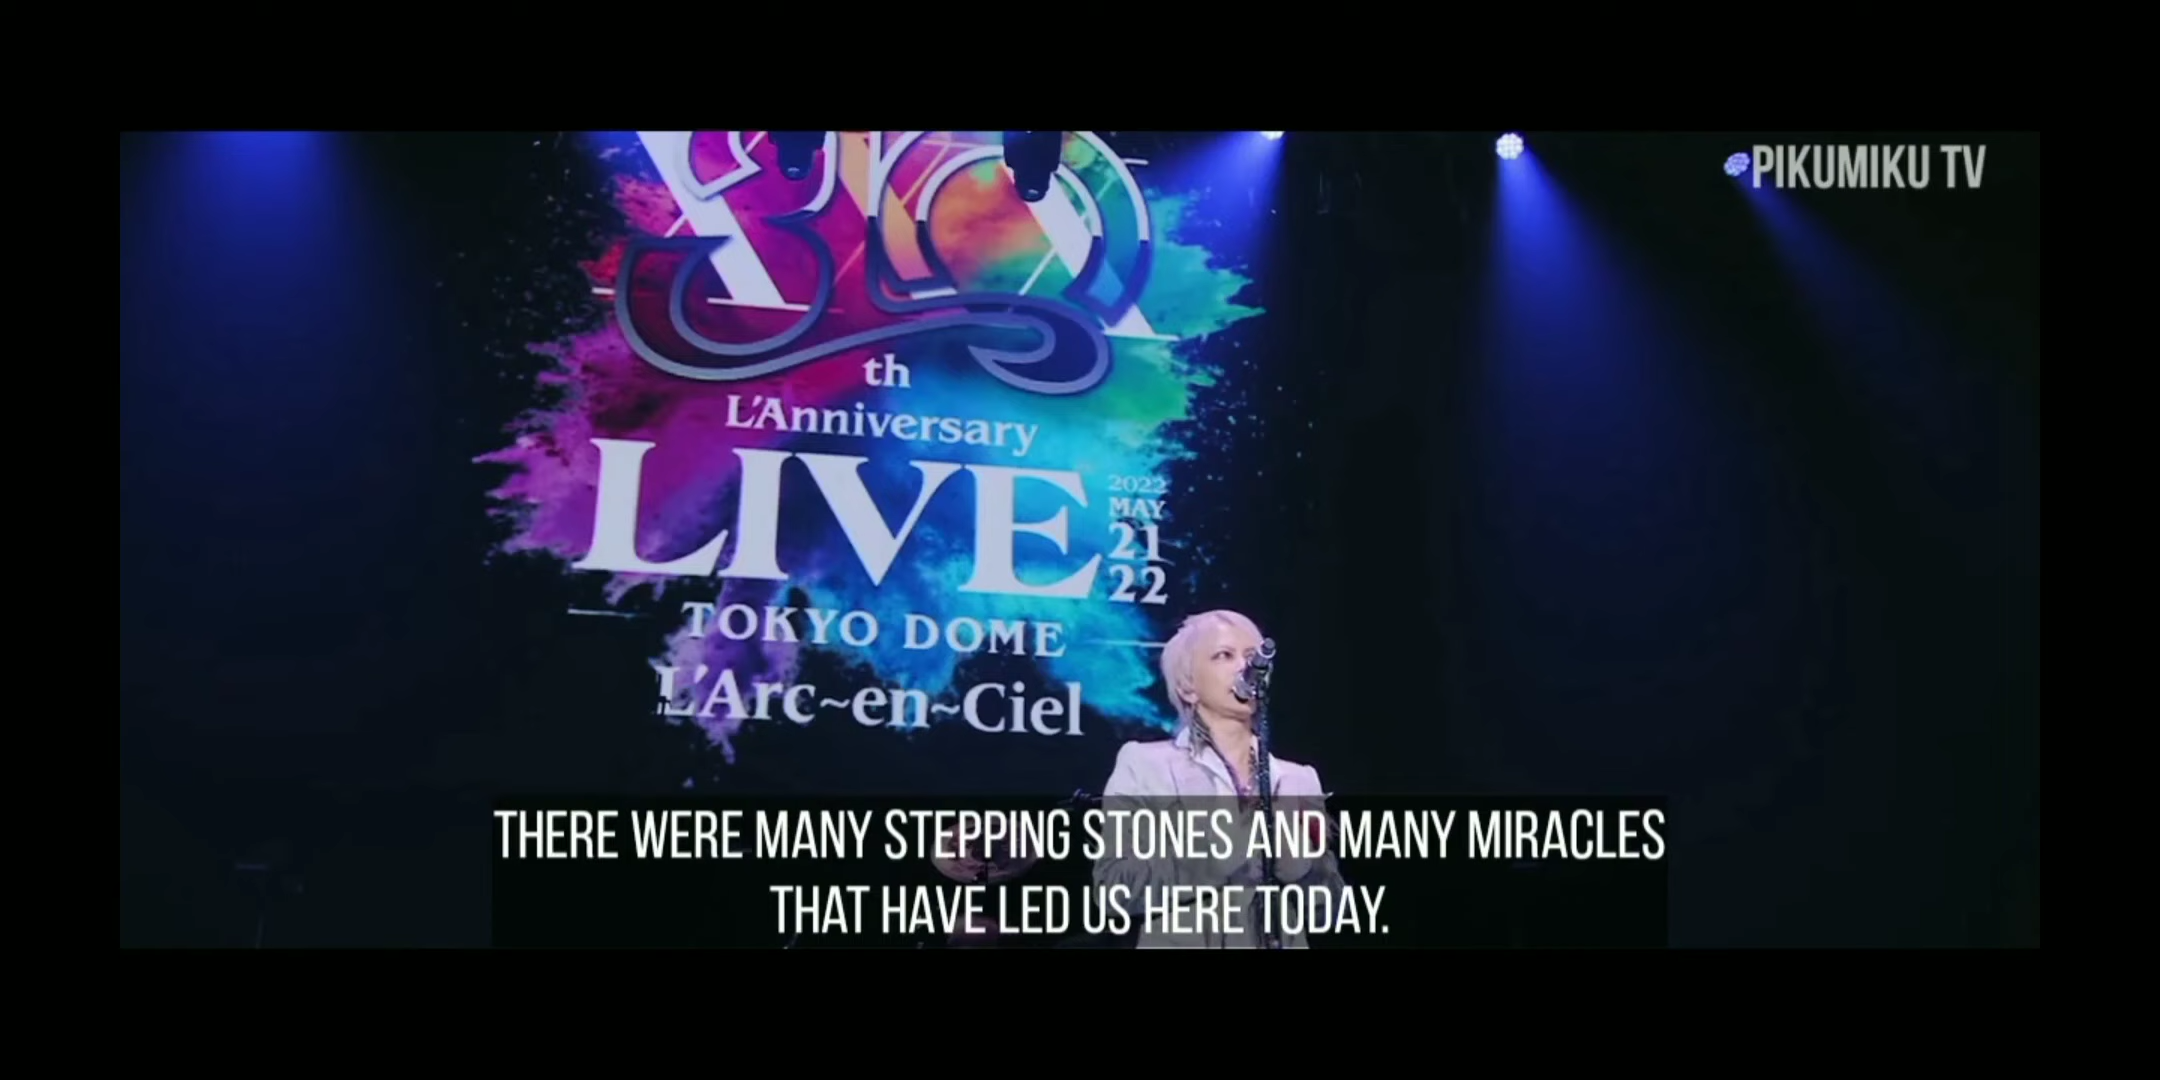 PIKUMIKU TV
30
th
L'Anniversary
LIVE
2022
MAY
21
22
TOKYO DOME
L'Arc~en~Ciel
THERE WERE MANY STEPPING STONES AND MANY MIRACLES
THAT HAVE LED US HERE TODAY.